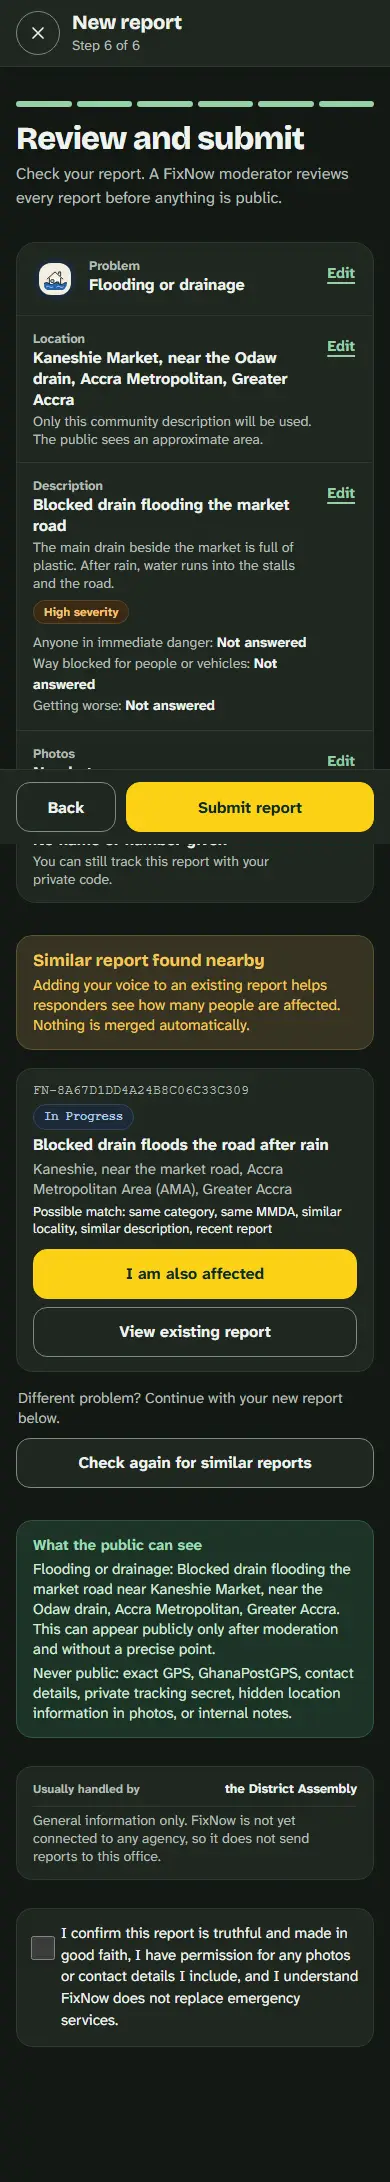 New report
Step 6 of 6
Review and submit
Check your report. A FixNow moderator reviews
every report before anything is public.
Problem
Flooding or drainage
Edit
Location
Kaneshie Market, near the Odaw
drain, Accra Metropolitan, Greater
Accra
Edit
Only this community description will be used.
The public sees an approximate area.
Description
Blocked drain flooding the market
road
Edit
The main drain beside the market is full of
plastic. After rain, water runs into the stalls
and the road.
High severity
Anyone in immediate danger: Not answered
Way blocked for people or vehicles: Not
answered
Getting worse: Not answered
Photos
Edit
Back
Submit report
You can still track this report with your
private code.
Similar report found nearby
Adding your voice to an existing report helps
responders see how many people are affected.
Nothing is merged automatically.
FN-8A67D1DD4A24B8C06C33C309
In Progress
Blocked drain floods the road after rain
Kaneshie, near the market road, Accra
Metropolitan Area (AMA), Greater Accra
Possible match: same category, same MMDA, similar
locality, similar description, recent report
I am also affected
View existing report
Different problem? Continue with your new report
below.
Check again for similar reports
What the public can see
Flooding or drainage: Blocked drain flooding the
market road near Kaneshie Market, near the
Odaw drain, Accra Metropolitan, Greater Accra.
This can appear publicly only after moderation
and without a precise point.
Never public: exact GPS, GhanaPostGPS, contact
details, private tracking secret, hidden location
information in photos, or internal notes.
Usually handled by
the District Assembly
General information only. FixNow is not yet
connected to any agency, so it does not send
reports to this office.
I confirm this report is truthful and made in
good faith, I have permission for any photos
or contact details I include, and I understand
FixNow does not replace emergency
services.